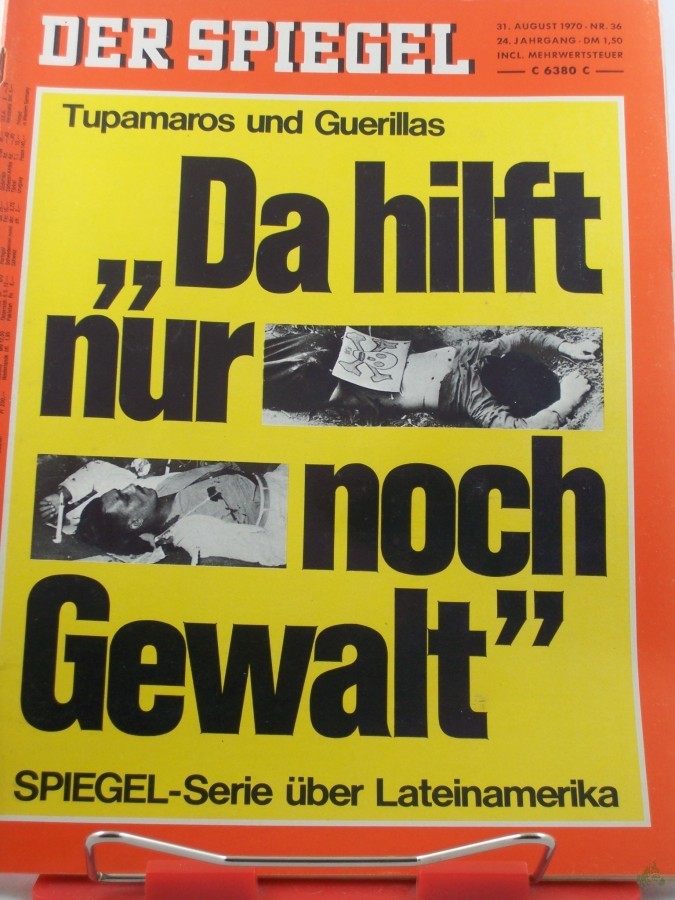 DER SPIEGEL
31. AUGUST 1970 · NR. 36
24. JAHRGANG · DM 1,50
INCL. MEHRWERTSTEUER
C 6380 C
Tupamaros und Guerillas
„Da hilft
nur
noch
Gewalt”
SPIEGEL-Serie über Lateinamerika